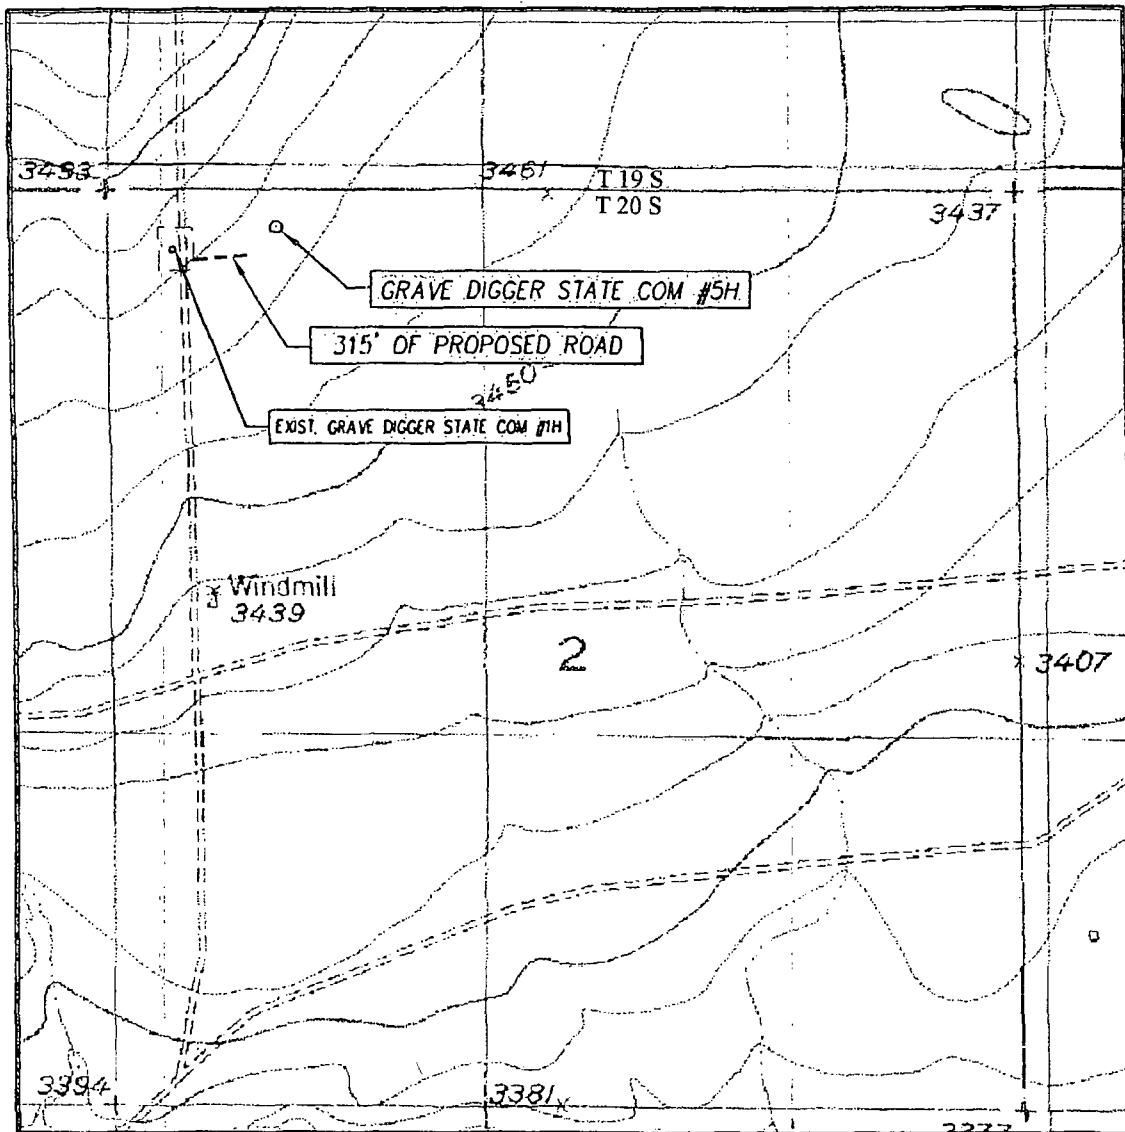 3493
3461
T 19 S
T 20 S
3437
GRAVE DIGGER STATE COM #5H
315' OF PROPOSED ROAD
3450
EXIST. GRAVE DIGGER STATE COM #1H
Windmill
3439
2
3407
3394
3381